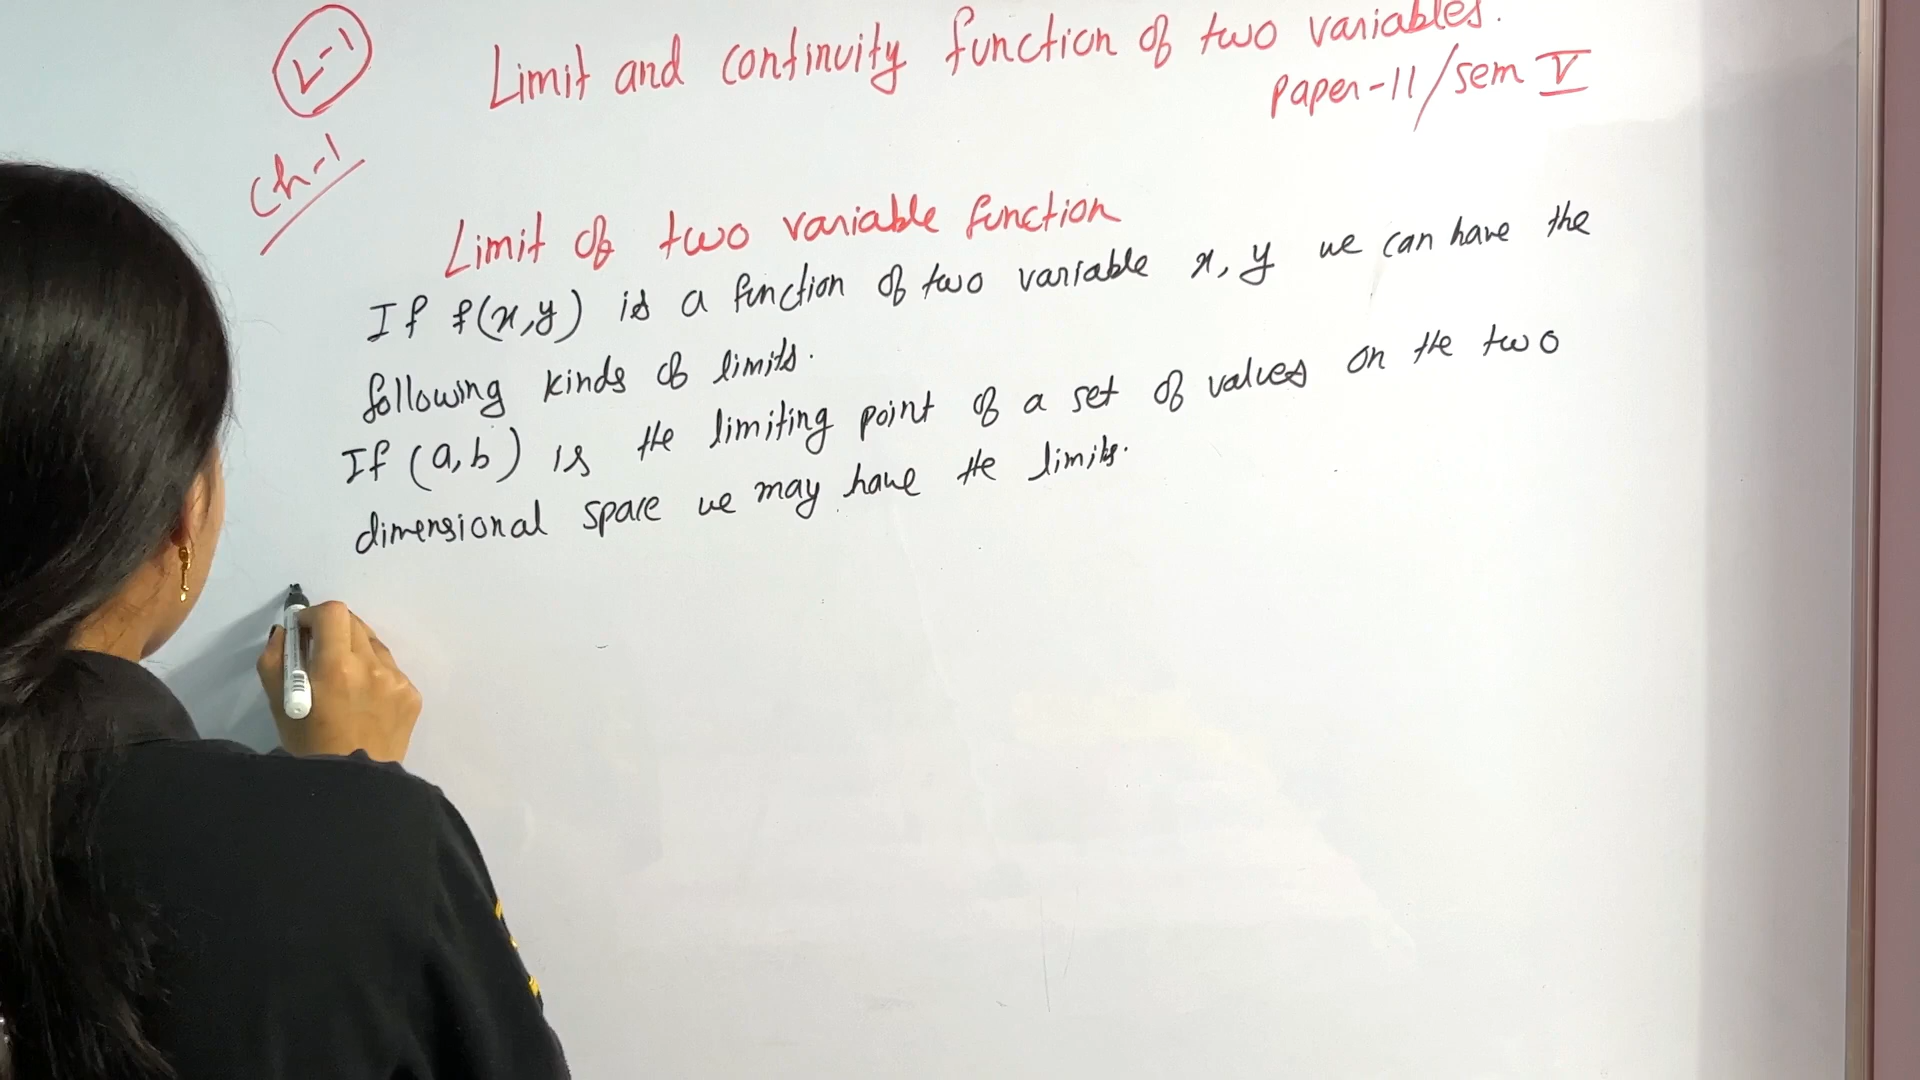 L-1
Limit and continuity function of two variables.
paper-11/sem V
Ch-1
Limit of two variable function
If f(x,y) is a function of two variable x, y we can have the
following kinds of limits.
If (a,b) is the limiting point of a set of values on the two
dimensional space we may have the limits.